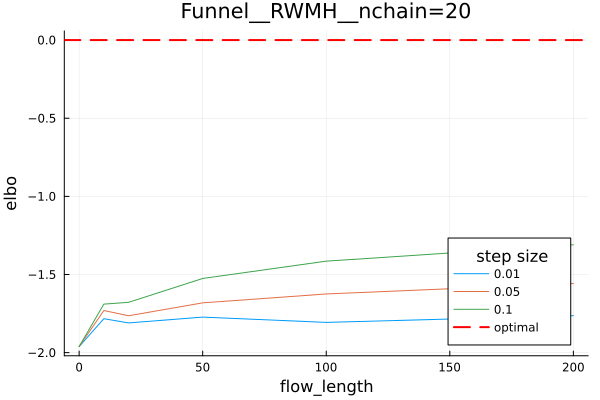 Funnel__RWMH__nchain=20
elbo
0.0
−0.5
−1.0
−1.5
−2.0
step size
0.01
0.05
0.1
optimal
0 50 100 150 200
flow_length